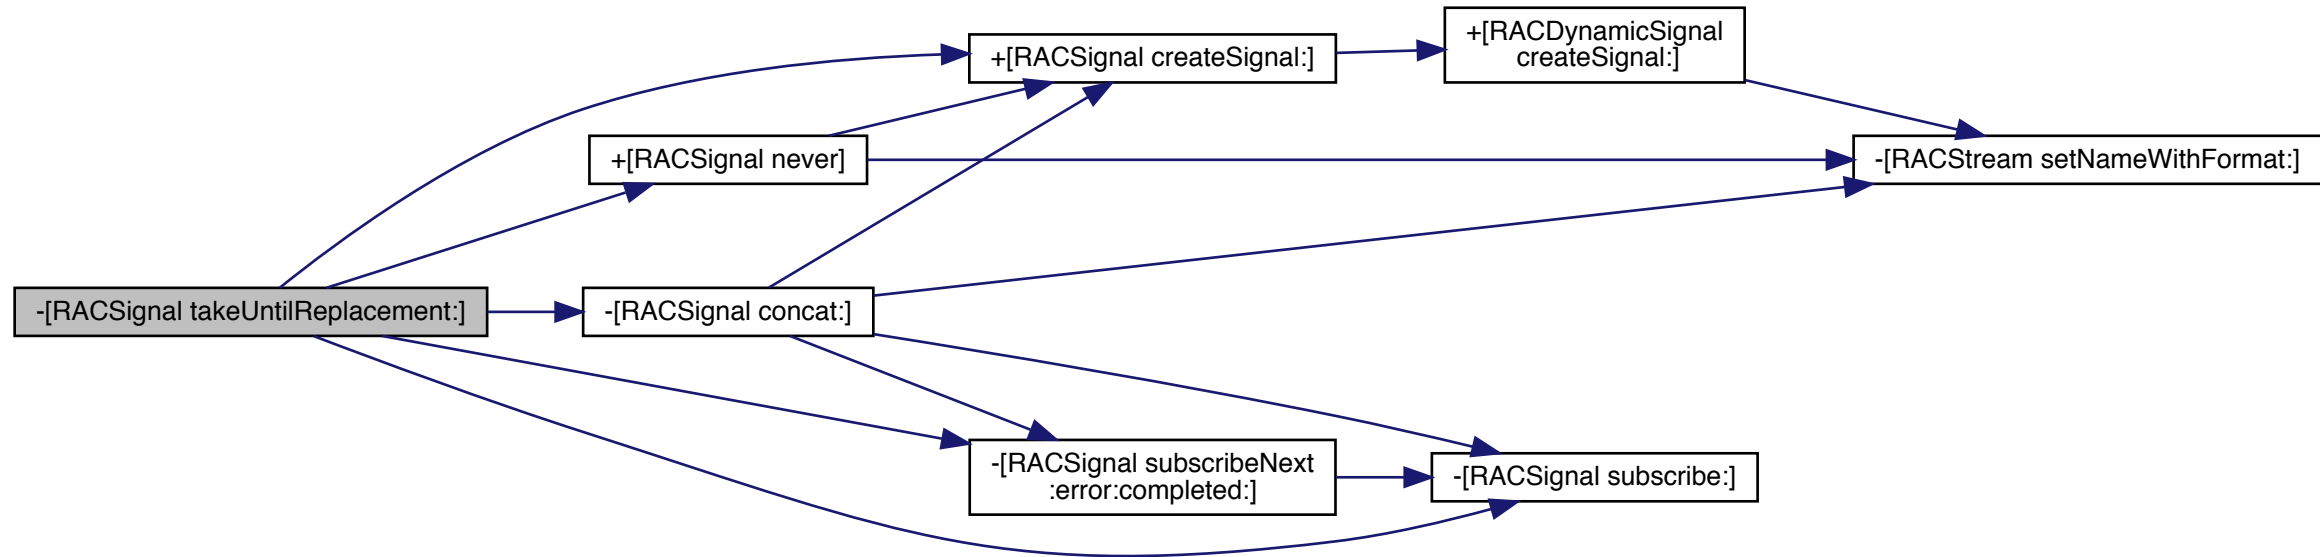 +[RACDynamicSignal
createSignal:]
+[RACSignal createSignal:]
+[RACSignal never]
-[RACStream setNameWithFormat:]
-[RACSignal takeUntilReplacement:]
-[RACSignal concat:]
-[RACSignal subscribeNext
:error:completed:]
-[RACSignal subscribe:]